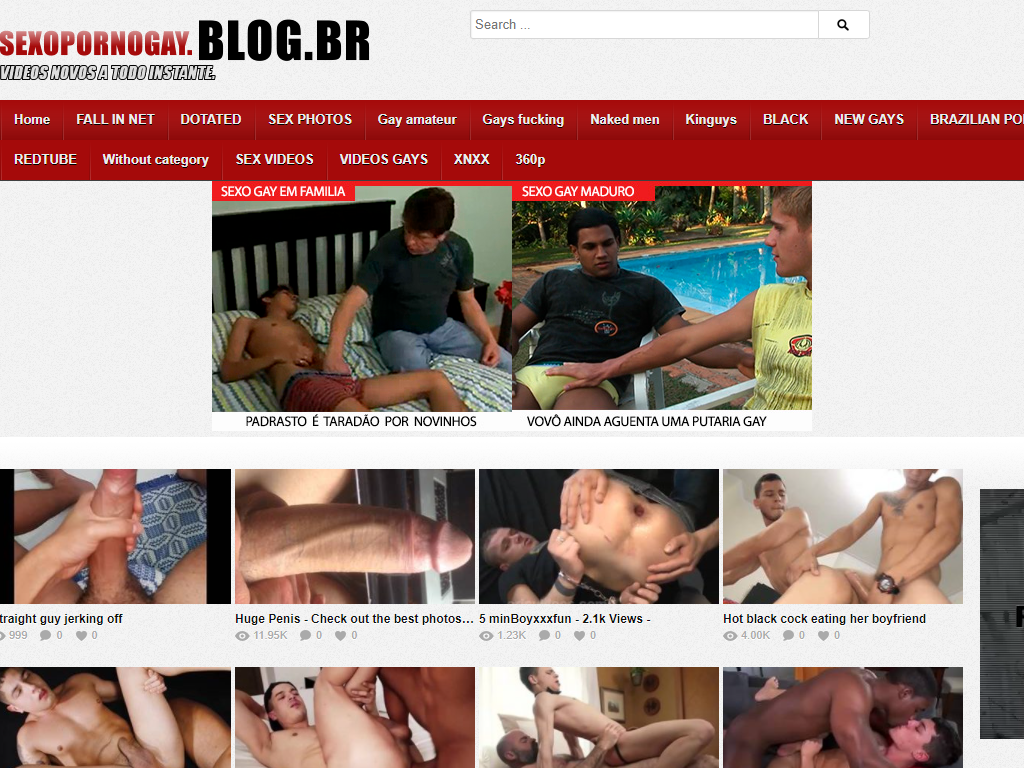 SEXOPORNOGAY.BLOG.BR
VIDEOS NOVOS A TODO INSTANTE.
Search ...
Home FALL IN NET DOTATED SEX PHOTOS Gay amateur Gays fucking Naked men Kinguys BLACK NEW GAYS BRAZILIAN
REDTUBE Without category SEX VIDEOS VIDEOS GAYS XNXX 360p
SEXO GAY EM FAMILIA SEXO GAY MADURO
PADRASTO É TARADÃO POR NOVINHOS VOVÔ AINDA AGUENTA UMA PUTARIA GAY
traight guy jerking off Huge Penis - Check out the best photos... 5 minBoyxxxfun - 2.1k Views - Hot black cock eating her boyfriend
999 0 0 11.95K 0 0 1.23K 0 0 4.00K 0 0